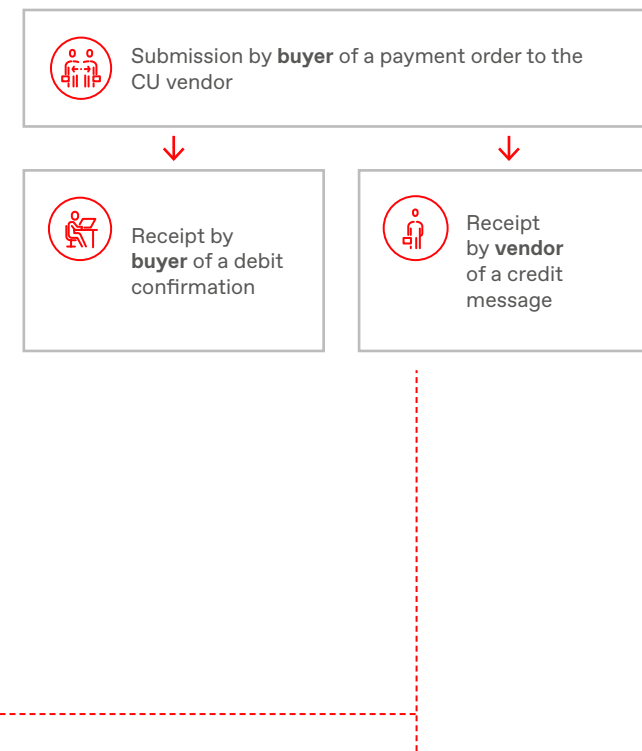 Submission by buyer of a payment order to the
CU vendor
Receipt by
buyer of a debit
confirmation
Receipt
by vendor
of a credit
message